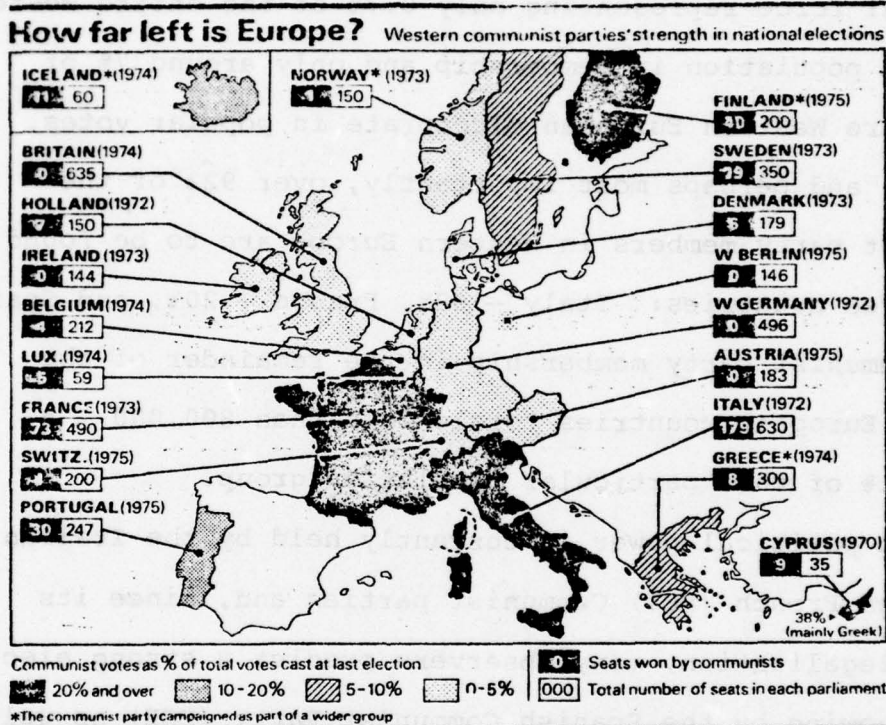 How far left is Europe? Western communist parties' strength in national elections
ICELAND*(1974)
11 60
NORWAY*(1973)
1 150
BRITAIN(1974)
0 635
HOLLAND(1972)
7 150
IRELAND(1973)
0 144
BELGIUM(1974)
4 212
LUX.(1974)
5 59
FRANCE(1973)
73 490
SWITZ.(1975)
200
PORTUGAL(1975)
30 247
FINLAND*(1975)
40 200
SWEDEN(1973)
350
DENMARK(1973)
179
W BERLIN(1975)
0 146
W GERMANY(1972)
0 496
AUSTRIA(1975)
0 183
ITALY(1972)
630
GREECE*(1974)
8 300
CYPRUS(1970)
9 35
38%
(mainly Greek)
Communist votes as % of total votes cast at last election
20% and over 10-20% 5-10% 0-5%
0 Seats won by communists
000 Total number of seats in each parliament
*The communist party campaigned as part of a wider group